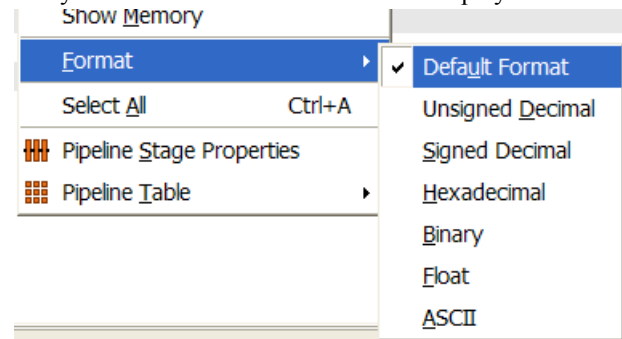 Show Memory
Format
Select All Ctrl+A
Pipeline Stage Properties
Pipeline Table
Default Format
Unsigned Decimal
Signed Decimal
Hexadecimal
Binary
Float
ASCII